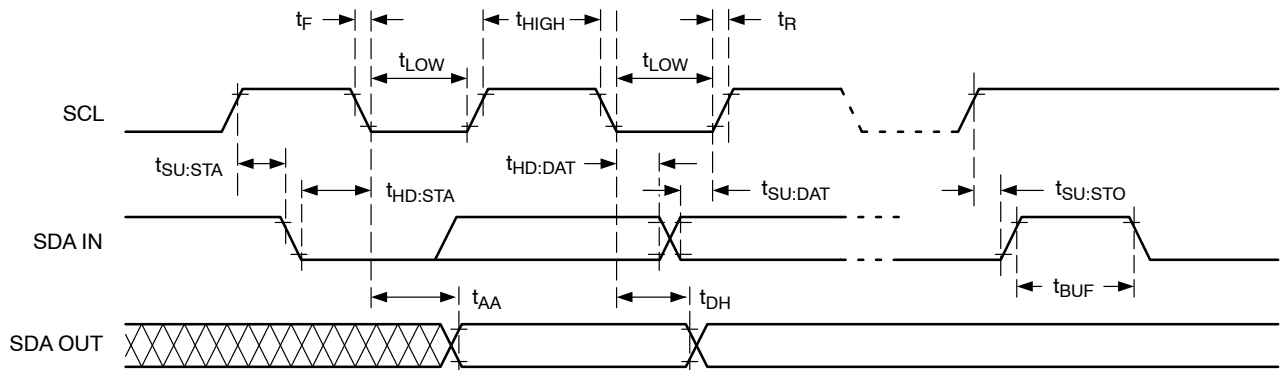 tF
tHIGH
tR
tLOW
tLOW
SCL
tSU:STA
tHD:STA
tHD:DAT
tSU:DAT
tSU:STO
SDA IN
tAA
tDH
tBUF
SDA OUT